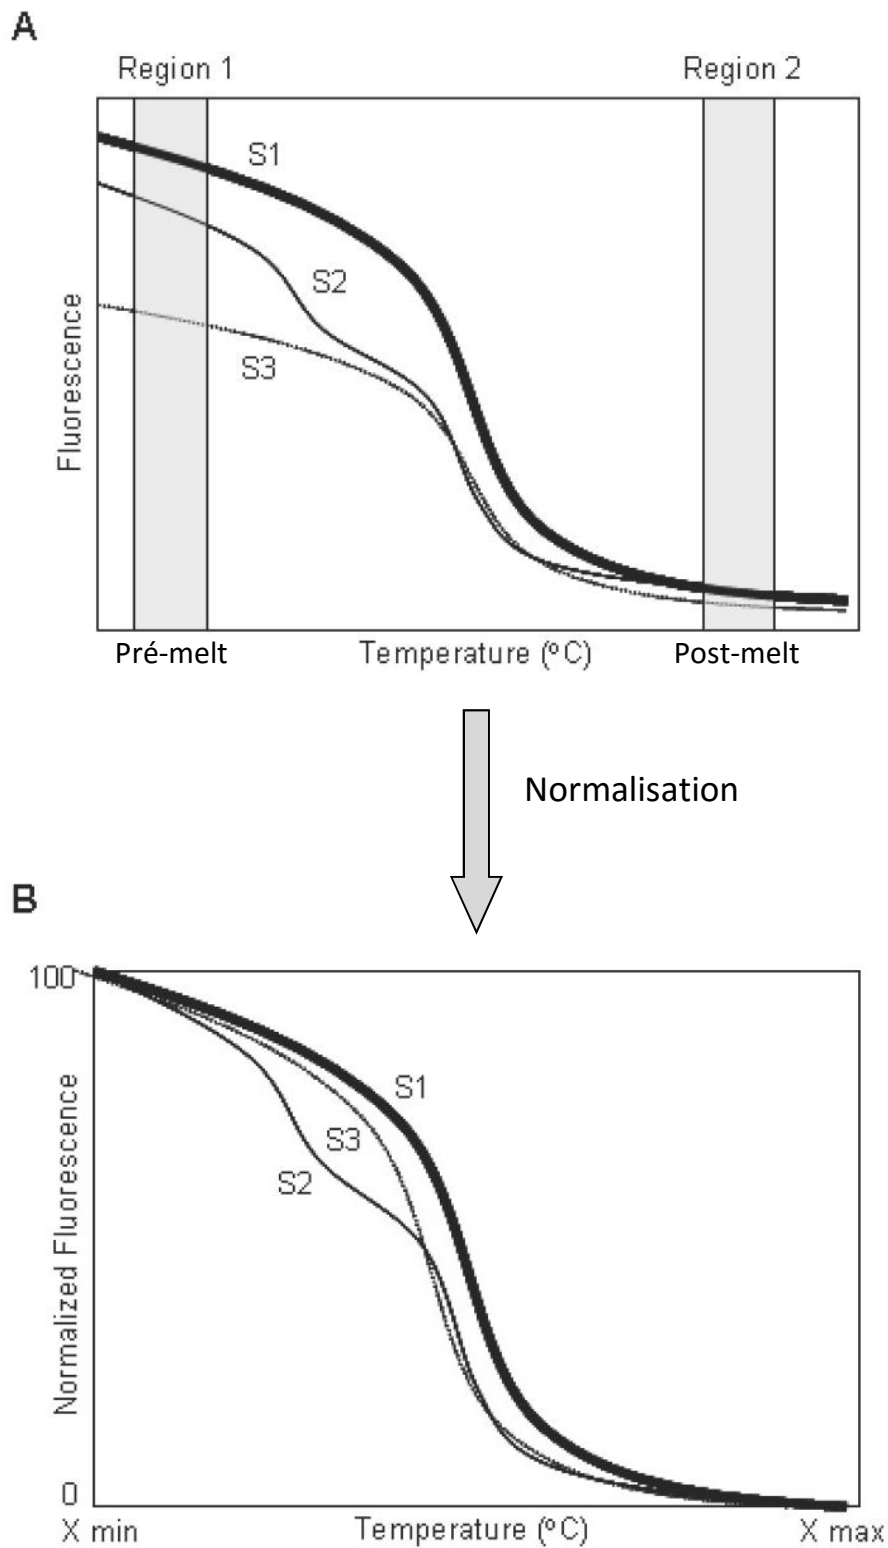 A
Region 1
Region 2
S1
S2
S3
Fluorescence
Pré-melt
Temperature (ºC)
Post-melt
Normalisation
B
100
S1
S3
S2
Normalized Fluorescence
0
X min
Temperature (ºC)
X max